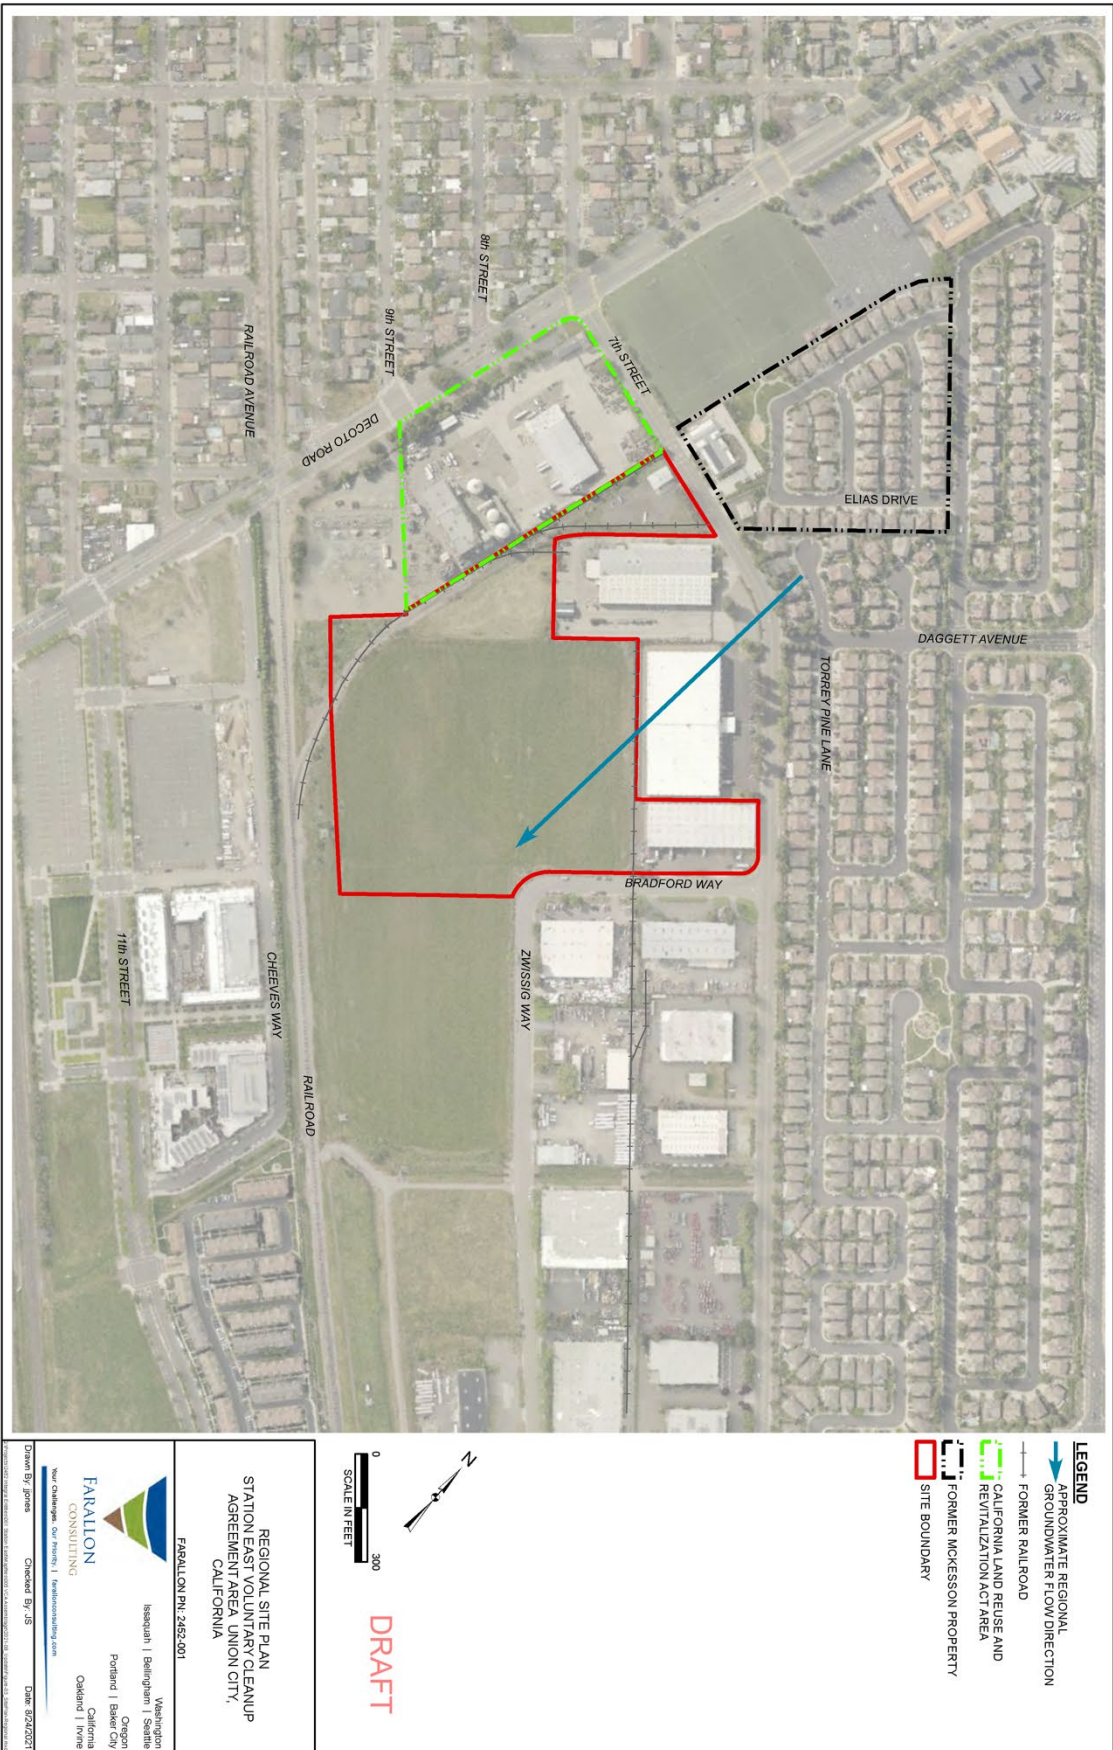 8th STREET
9th STREET
7th STREET
RAILROAD AVENUE
DECOTO ROAD
ELIAS DRIVE
DAGGETT AVENUE
TORREY PINE LANE
BRADFORD WAY
ZWISSIG WAY
11th STREET
CHEEVES WAY
RAILROAD
LEGEND
APPROXIMATE REGIONAL
GROUNDWATER FLOW DIRECTION
FORMER RAILROAD
CALIFORNIA LAND REUSE AND
REVITALIZATION ACT AREA
FORMER MCKESSON PROPERTY
SITE BOUNDARY
N
0 300
SCALE IN FEET
DRAFT
REGIONAL SITE PLAN
STATION EAST VOLUNTARY CLEANUP
AGREEMENT AREA UNION CITY,
CALIFORNIA
FARALLON PN: 2452-001
Washington
Issaquah | Bellingham | Seattle
Oregon
Portland | Baker City
California
Oakland | Irvine
FARALLON
CONSULTING
Your Challenges. Our Priority. | farallonconsulting.com
Drawn By: jjones Checked By: JS Date: 8/24/2021